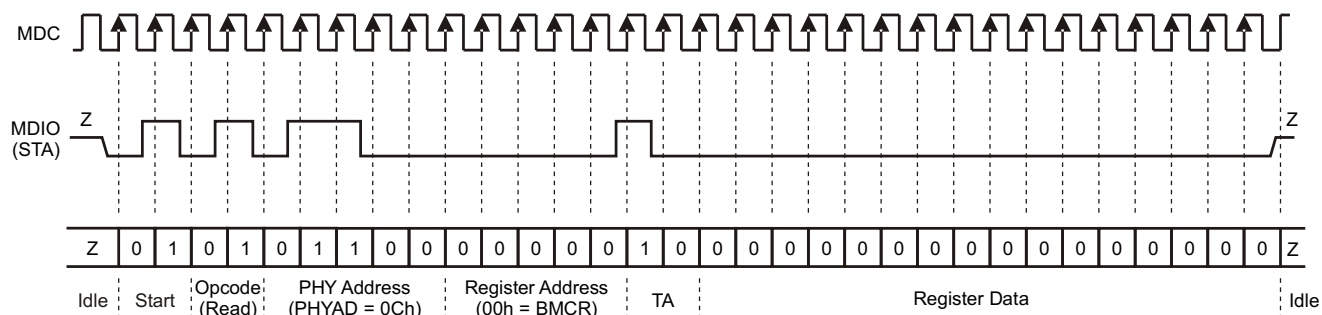 MDC
Z Z
MDIO
(STA)
Z 0 1 0 1 0 1 1 0 0 0 0 0 0 0 1 0 0 0 0 0 0 0 0 0 0 0 0 0 0 0 0 0 Z
Idle Start Opcode (Read) PHY Address (PHYAD = 0Ch) Register Address (00h = BMCR) TA Register Data Idle